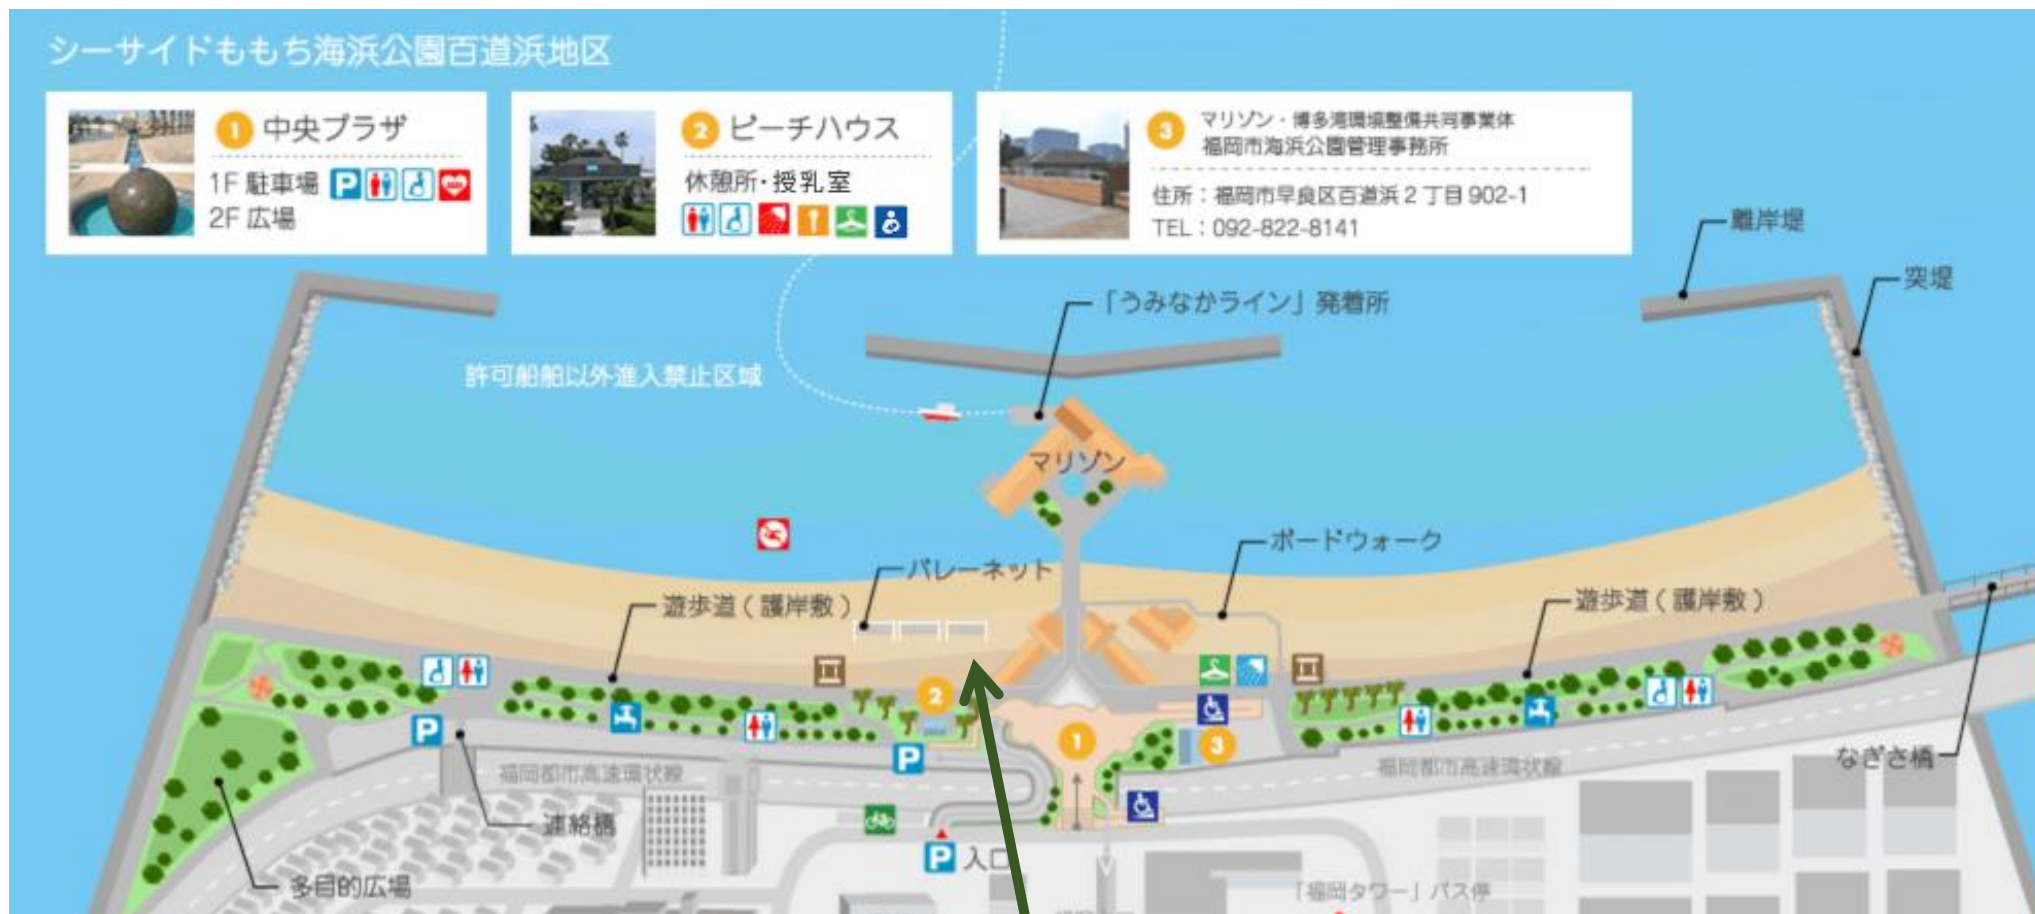 シーサイドももち海浜公園百道浜地区
1 中央プラザ
1F 駐車場 P
2F 広場
2 ビーチハウス
休憩所・授乳室
3 マリゾン・博多湾環境整備共同事業体
福岡市海浜公園管理事務所
住所：福岡市早良区百道浜 2 丁目 902-1
TEL：092-822-8141
離岸堤
突堤
「うみなかライン」発着所
許可船舶以外進入禁止区域
マリゾン
ボードウォーク
バレーネット
遊歩道（護岸敷）
遊歩道（護岸敷）
2
1
3
P
P
福岡都市高速環状線
福岡都市高速環状線
なぎさ橋
連絡橋
P 入口
多目的広場
「福岡タワー」バス停